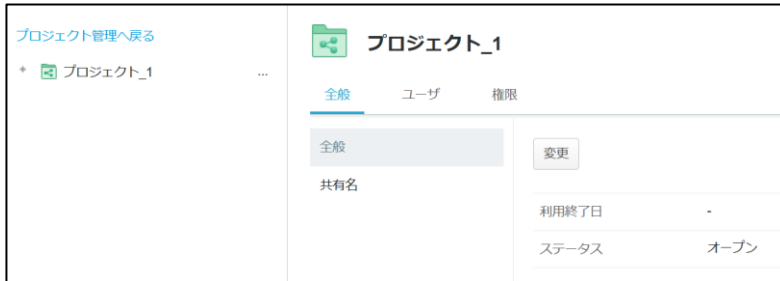 プロジェクト管理へ戻る
プロジェクト_1
...
プロジェクト_1
全般 ユーザ 権限
全般
共有名
変更
利用終了日 -
ステータス オープン